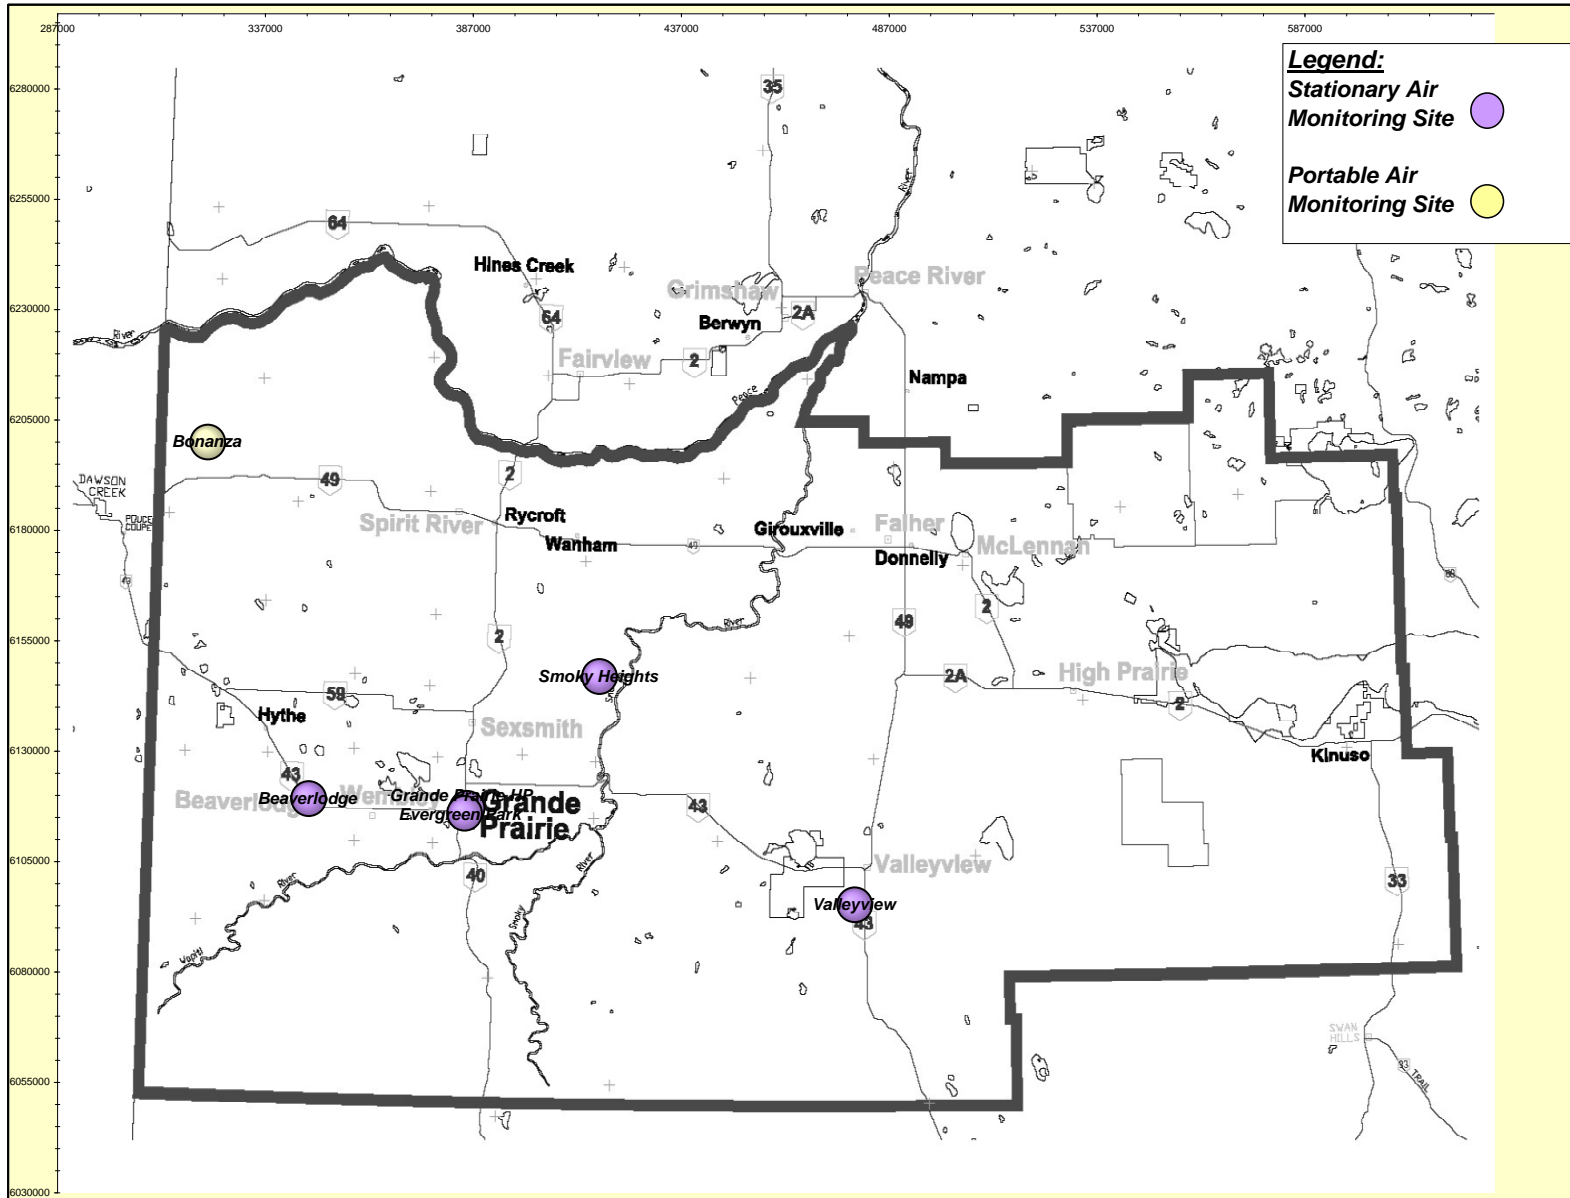 287000
337000
387000
437000
487000
537000
587000
Legend:
Stationary Air
Monitoring Site
Portable Air
Monitoring Site
6280000
35
River
6255000
64
Hines Creek
Grimshaw
Peace River
6230000
64
2A
River
Berwyn
Fairview
2
Nampa
Peace
6205000
Bonanza
2
49
DAWSON
CREEK
POUCE
COUPE
Spirit River
Rycroft
6180000
Girouxville
Falher
Wanham
49
Donnelly
McLennan
49
88
2
49
River
6155000
2
Smoky Heights
2A
High Prairie
59
2
Hythe
Sexsmith
6130000
Kinuso
43
Beaverlodge
Beaverlodge
Wembley
Grande Prairie HP
Evergreen Park
Grande
Prairie
43
6105000
River
River
Valleyview
40
33
Valleyview
43
Smoky
Wapiti
6080000
SWAN
HILLS
33
TRAIL
6055000
6030000